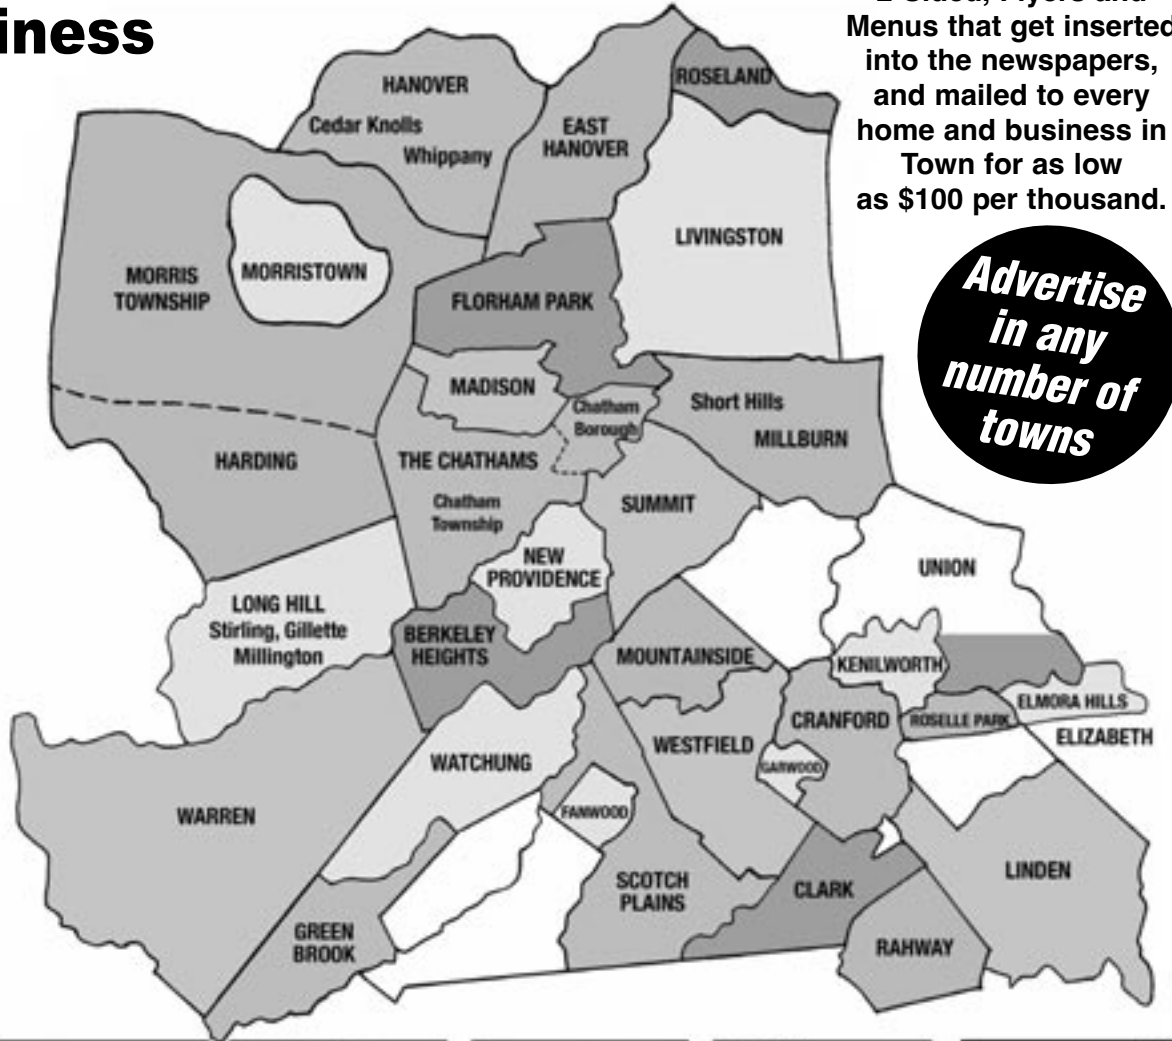 iness
Menus that get inserted
into the newspapers,
and mailed to every
home and business in
Town for as low
as $100 per thousand.
Advertise
in any
number of
towns
HANOVER
Cedar Knolls
Whippany
EAST
HANOVER
ROSELAND
LIVINGSTON
MORRIS
TOWNSHIP
MORRISTOWN
FLORHAM PARK
MADISON
Chatham
Borough
Short Hills
MILLBURN
HARDING
THE CHATHAMS
Chatham
Township
SUMMIT
NEW
PROVIDENCE
UNION
LONG HILL
Stirling, Gillette
Millington
BERKELEY
HEIGHTS
MOUNTAINSIDE
KENILWORTH
ELMORA HILLS
ROSELLE PARK
CRANFORD
ELIZABETH
WESTFIELD
GARWOOD
WATCHUNG
WARREN
FANWOOD
SCOTCH
PLAINS
CLARK
LINDEN
GREEN
BROOK
RAHWAY